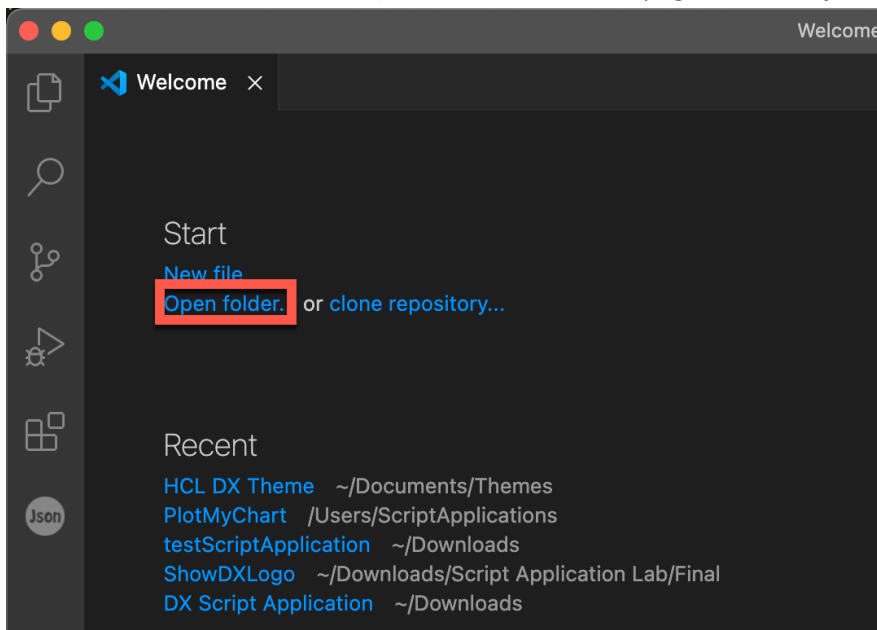 Welcome
Welcome
Start
New file
Open folder. or clone repository...
Recent
HCL DX Theme ~/Documents/Themes
PlotMyChart /Users/ScriptApplications
testScriptApplication ~/Downloads
ShowDXLogo ~/Downloads/Script Application Lab/Final
DX Script Application ~/Downloads
Json